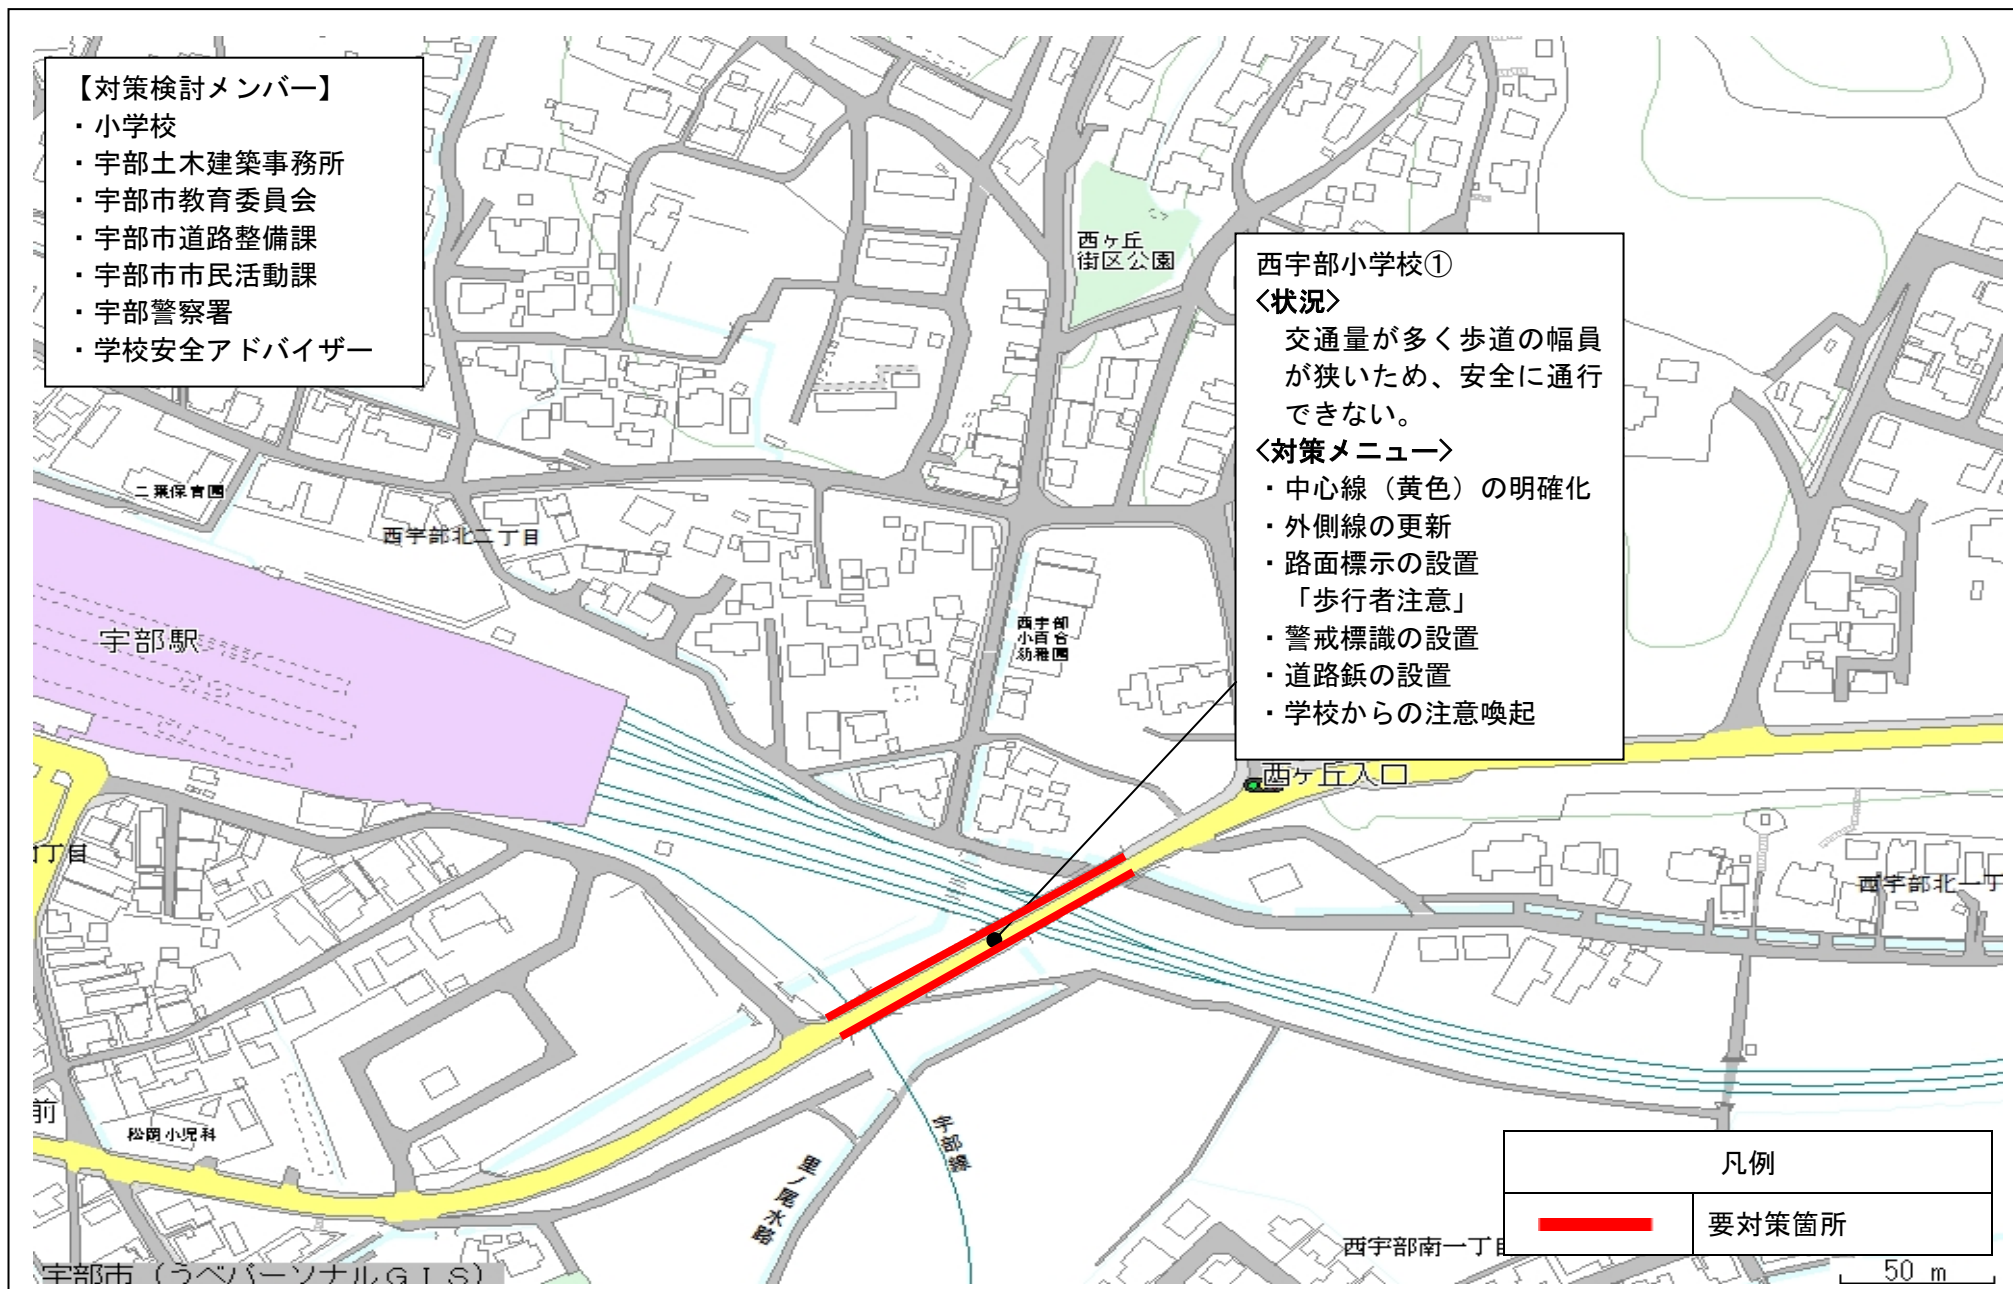 【対策検討メンバー】
・小学校
・宇部土木建築事務所
・宇部市教育委員会
・宇部市道路整備課
・宇部市市民活動課
・宇部警察署
・学校安全アドバイザー
西ヶ丘
街区公園
西宇部小学校①
<状況>
交通量が多く歩道の幅員
が狭いため、安全に通行
できない。
<対策メニュー>
・中心線（黄色）の明確化
・外側線の更新
・路面標示の設置
「歩行者注意」
・警戒標識の設置
・道路鋲の設置
・学校からの注意喚起
二葉保育園
西宇部北二丁目
宇部駅
西宇部
小百合
幼稚園
西ヶ丘入口
丁目
西宇部北一丁
前
松岡小児科
宇部線
里ノ尾水路
西宇部南一丁目
凡例
要対策箇所
宇部市（うべパーソナルＧＩＳ）
50 m